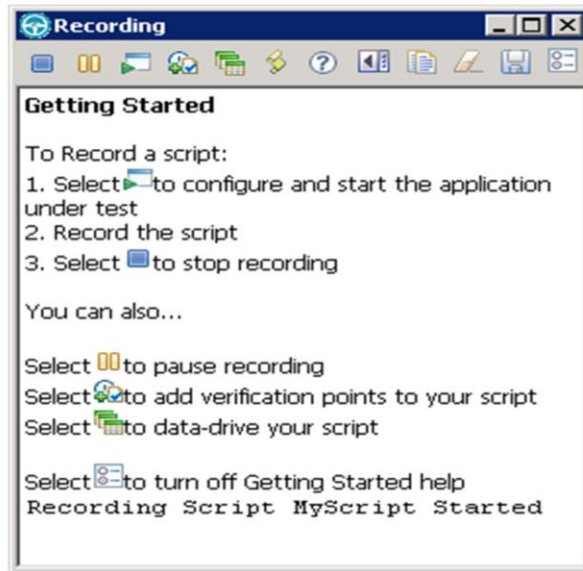 Recording
Getting Started
To Record a script:
1. Select to configure and start the application
under test
2. Record the script
3. Select to stop recording
You can also...
Select to pause recording
Select to add verification points to your script
Select to data-drive your script
Select to turn off Getting Started help
Recording Script MyScript Started